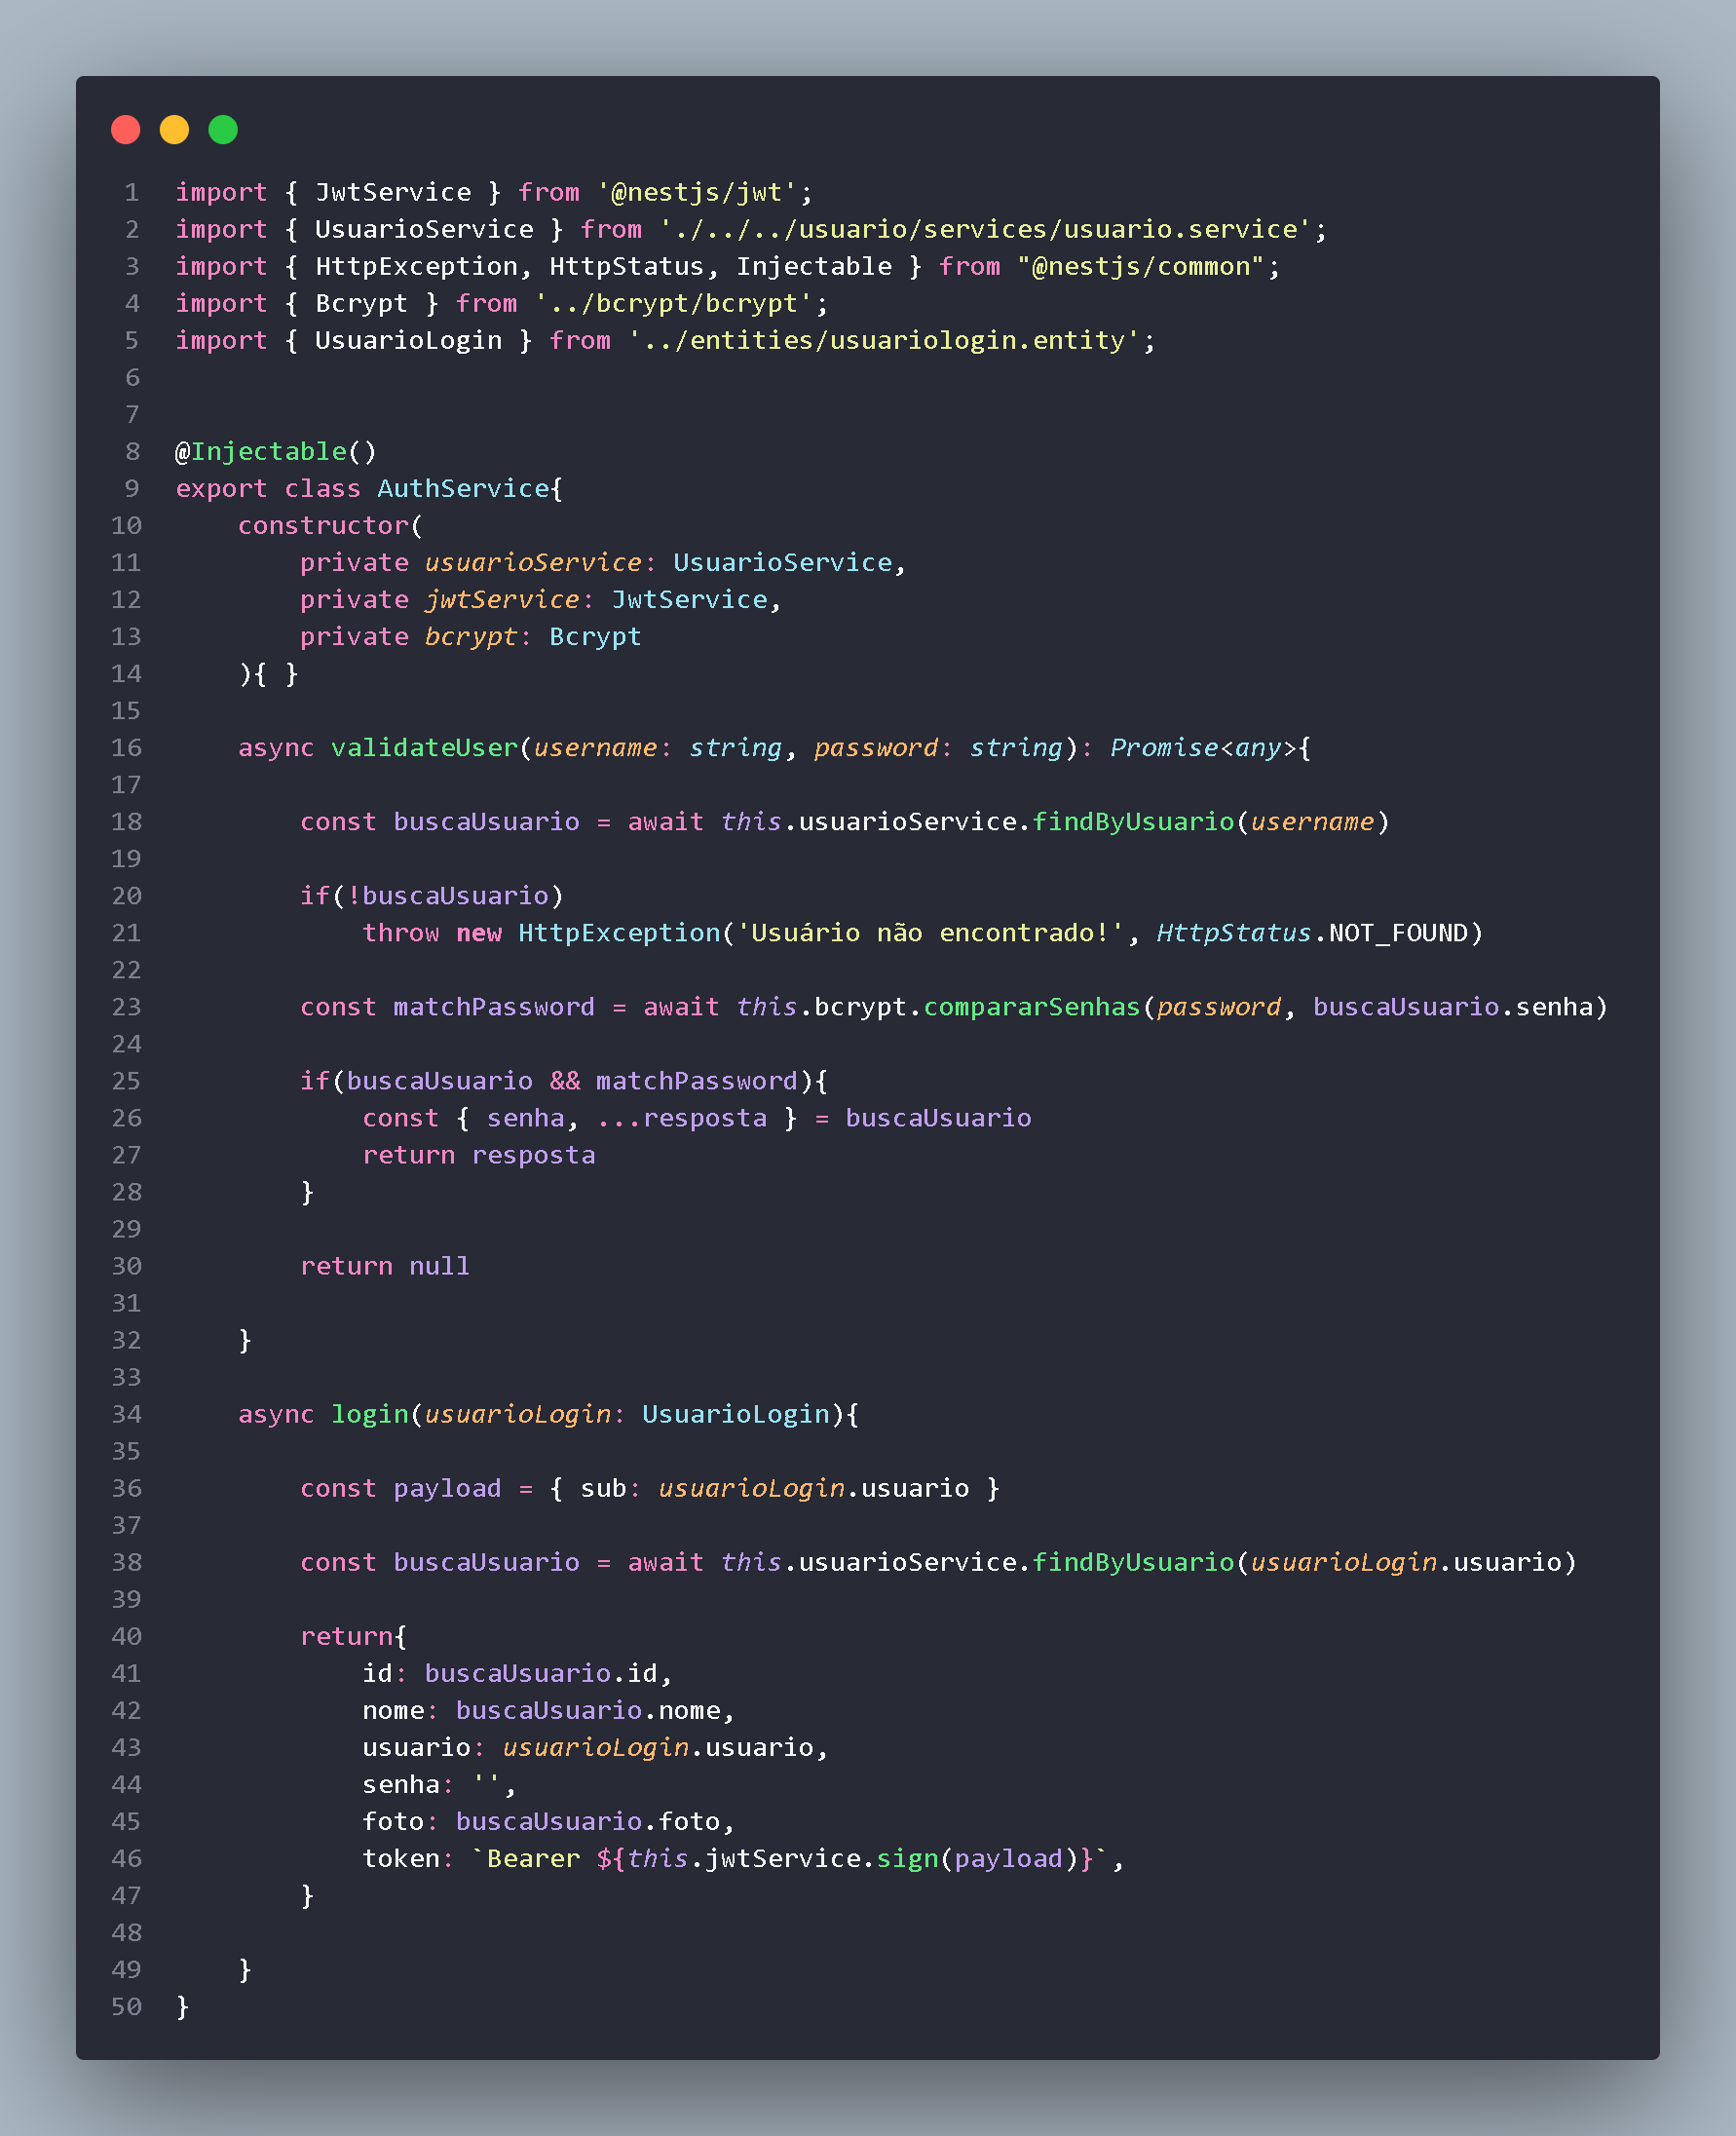 1 import { JwtService } from '@nestjs/jwt';
2 import { UsuarioService } from './../../usuario/services/usuario.service';
3 import { HttpException, HttpStatus, Injectable } from "@nestjs/common";
4 import { Bcrypt } from '../bcrypt/bcrypt';
5 import { UsuarioLogin } from '../entities/usuariologin.entity';
6
7
8 @Injectable()
9 export class AuthService{
10     constructor(
11         private usuarioService: UsuarioService,
12         private jwtService: JwtService,
13         private bcrypt: Bcrypt
14     ){ }
15
16     async validateUser(username: string, password: string): Promise<any>{
17
18         const buscaUsuario = await this.usuarioService.findByUsuario(username)
19
20         if(!buscaUsuario)
21             throw new HttpException('Usuário não encontrado!', HttpStatus.NOT_FOUND)
22
23         const matchPassword = await this.bcrypt.compararSenhas(password, buscaUsuario.senha)
24
25         if(buscaUsuario && matchPassword){
26             const { senha, ...resposta } = buscaUsuario
27             return resposta
28         }
29
30         return null
31
32     }
33
34     async login(usuarioLogin: UsuarioLogin){
35
36         const payload = { sub: usuarioLogin.usuario }
37
38         const buscaUsuario = await this.usuarioService.findByUsuario(usuarioLogin.usuario)
39
40         return{
41             id: buscaUsuario.id,
42             nome: buscaUsuario.nome,
43             usuario: usuarioLogin.usuario,
44             senha: '',
45             foto: buscaUsuario.foto,
46             token: `Bearer ${this.jwtService.sign(payload)}`,
47         }
48
49     }
50 }